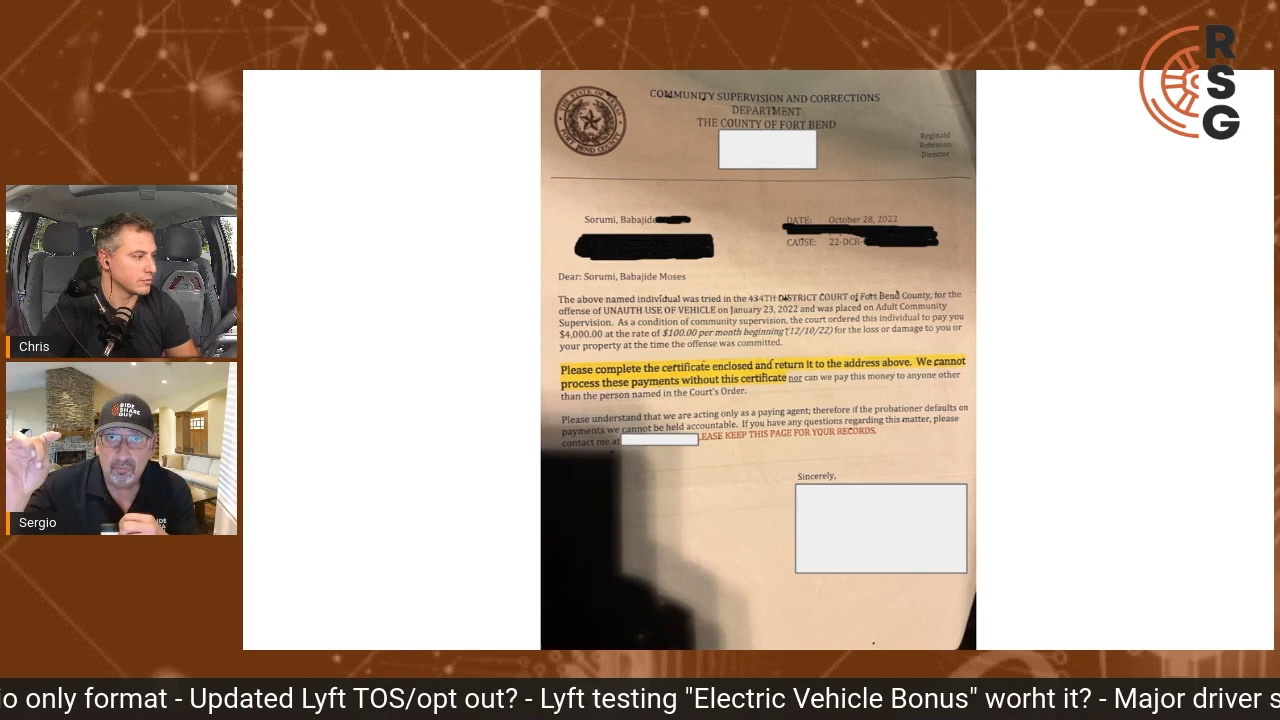 RSG
COMMUNITY SUPERVISION AND CORRECTIONS
DEPARTMENT
THE COUNTY OF FORT BEND
Reginald
Robinson
Director
Sorumi, Babajide
DATE: October 28, 2022
CAUSE: 22-DCR-
Dear: Sorumi, Babajide Moses
The above named individual was tried in the 434TH DISTRICT COURT of Fort Bend County, for the
offense of UNAUTH USE OF VEHICLE on January 23, 2022 and was placed on Adult Community
Supervision. As a condition of community supervision, the court ordered this individual to pay you
$4,000.00 at the rate of $100.00 per month beginning (12/10/22) for the loss or damage to you or
your property at the time the offense was committed.
Please complete the certificate enclosed and return it to the address above. We cannot
process these payments without this certificate nor can we pay this money to anyone other
than the person named in the Court's Order.
Please understand that we are acting only as a paying agent; therefore if the probationer defaults on
payments we cannot be held accountable. If you have any questions regarding this matter, please
contact me at LEASE KEEP THIS PAGE FOR YOUR RECORDS.
Sincerely,
Chris
RIDE
SHARE
GUY
Sergio
io only format - Updated Lyft TOS/opt out? - Lyft testing "Electric Vehicle Bonus" worht it? - Major driver s